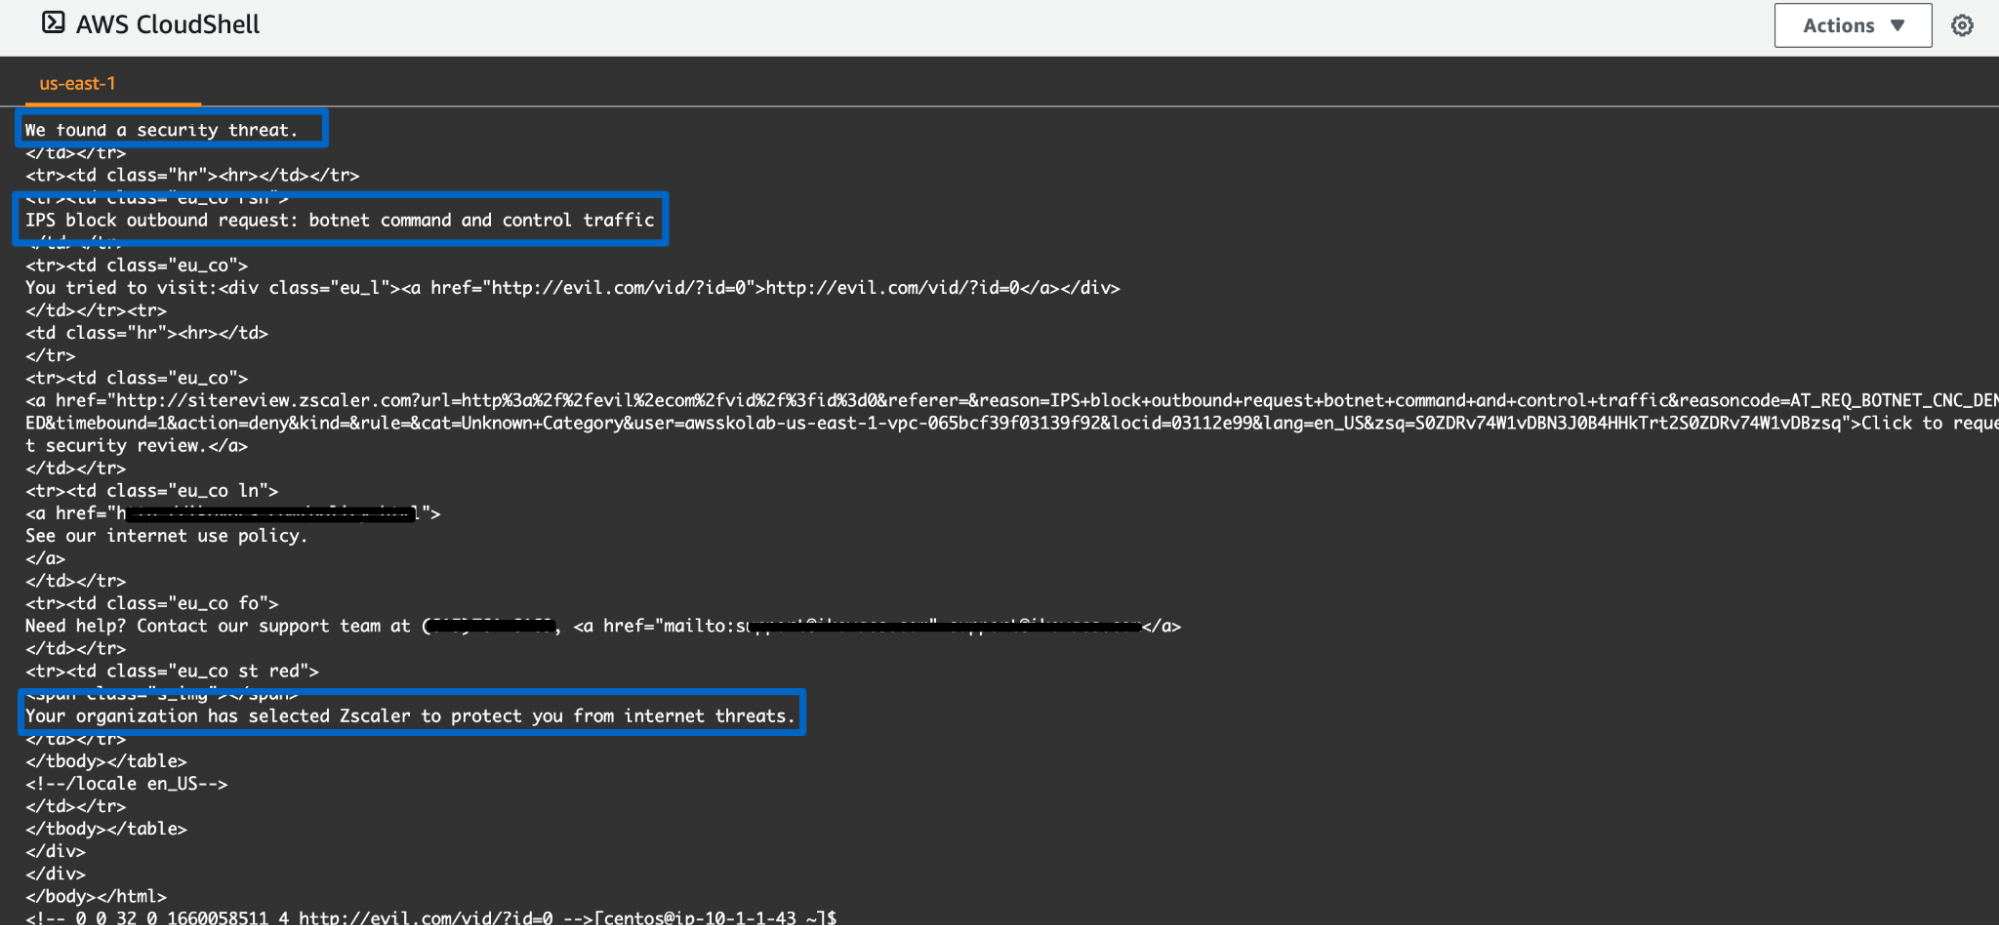 AWS CloudShell
Actions
us-east-1
We found a security threat.
</td></tr>
<tr><td class="hr"><hr></td></tr>
<tr><td class="eu_co rsn">
IPS block outbound request: botnet command and control traffic
</td></tr>
<tr><td class="eu_co">
You tried to visit:<div class="eu_l"><a href="http://evil.com/vid/?id=0">http://evil.com/vid/?id=0</a></div>
</td></tr><tr>
<td class="hr"><hr></td>
</tr>
<tr><td class="eu_co">
<a href="http://sitereview.zscaler.com?url=http%3a%2f%2fevil%2ecom%2fvid%2f%3fid%3d0&referer=&reason=IPS+block+outbound+request+botnet+command+and+control+traffic&reasoncode=AT_REQ_BOTNET_CNC_DEN
ED&timebound=1&action=deny&kind=&rule=&cat=Unknown+Category&user=awsskolab-us-east-1-vpc-065bcf39f03139f92&locid=03112e99&lang=en_US&zsq=S0ZDRv74W1vDBN3J0B4HHkTrt2S0ZDRv74W1vDBzsq">Click to reque
t security review.</a>
</td></tr>
<tr><td class="eu_co ln">
<a href="h l">
See our internet use policy.
</a>
</td></tr>
<tr><td class="eu_co fo">
Need help? Contact our support team at ( , <a href="mailto:su </a>
</td></tr>
<tr><td class="eu_co st red">
<span class="s_img"></span>
Your organization has selected Zscaler to protect you from internet threats.
</td></tr>
</tbody></table>
<!--/locale en_US-->
</td></tr>
</tbody></table>
</div>
</div>
</body></html>
<!-- 0 0 32 0 1660058511 4 http://evil.com/vid/?id=0 -->[centos@ip-10-1-1-43 ~]$